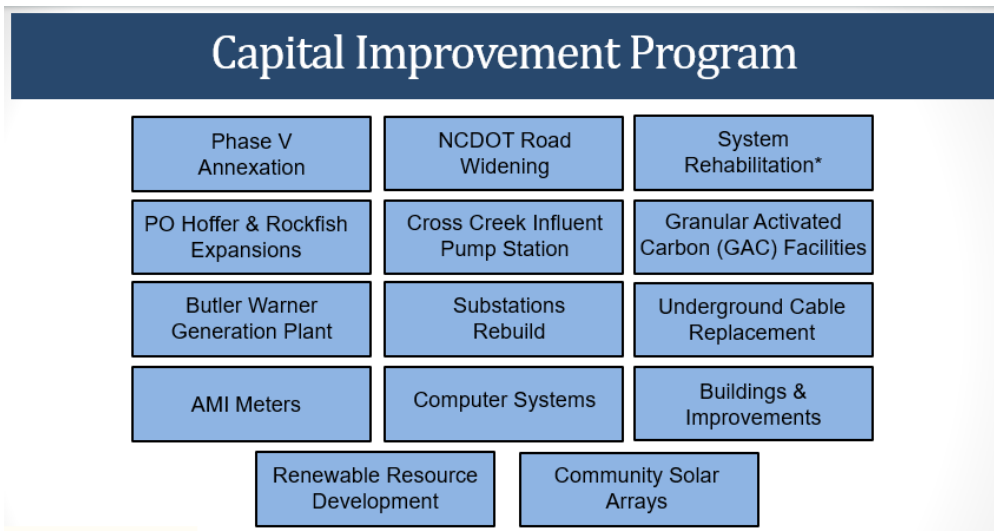 Capital Improvement Program
Phase V
Annexation
NCDOT Road
Widening
System
Rehabilitation*
PO Hoffer & Rockfish
Expansions
Cross Creek Influent
Pump Station
Granular Activated
Carbon (GAC) Facilities
Butler Warner
Generation Plant
Substations
Rebuild
Underground Cable
Replacement
AMI Meters
Computer Systems
Buildings &
Improvements
Renewable Resource
Development
Community Solar
Arrays